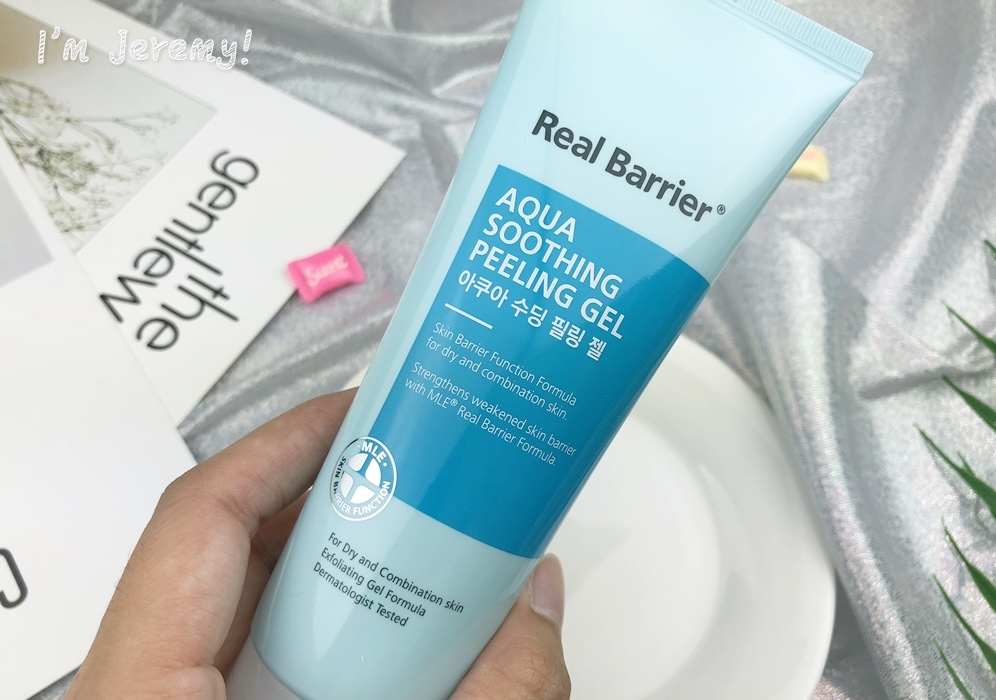 I'm Jeremy!
gentlew
I'the
Sweet
Real Barrier®
AQUA
SOOTHING
PEELING GEL
아쿠아 수딩 필링 젤
Skin Barrier Function Formula
for dry and combination skin.
Strengthens weakened skin barrier
with MLE® Real Barrier Formula.
MLE
SKIN BARRIER FUNCTION
For Dry and Combination skin
Exfoliating Gel Formula
Dermatologist Tested